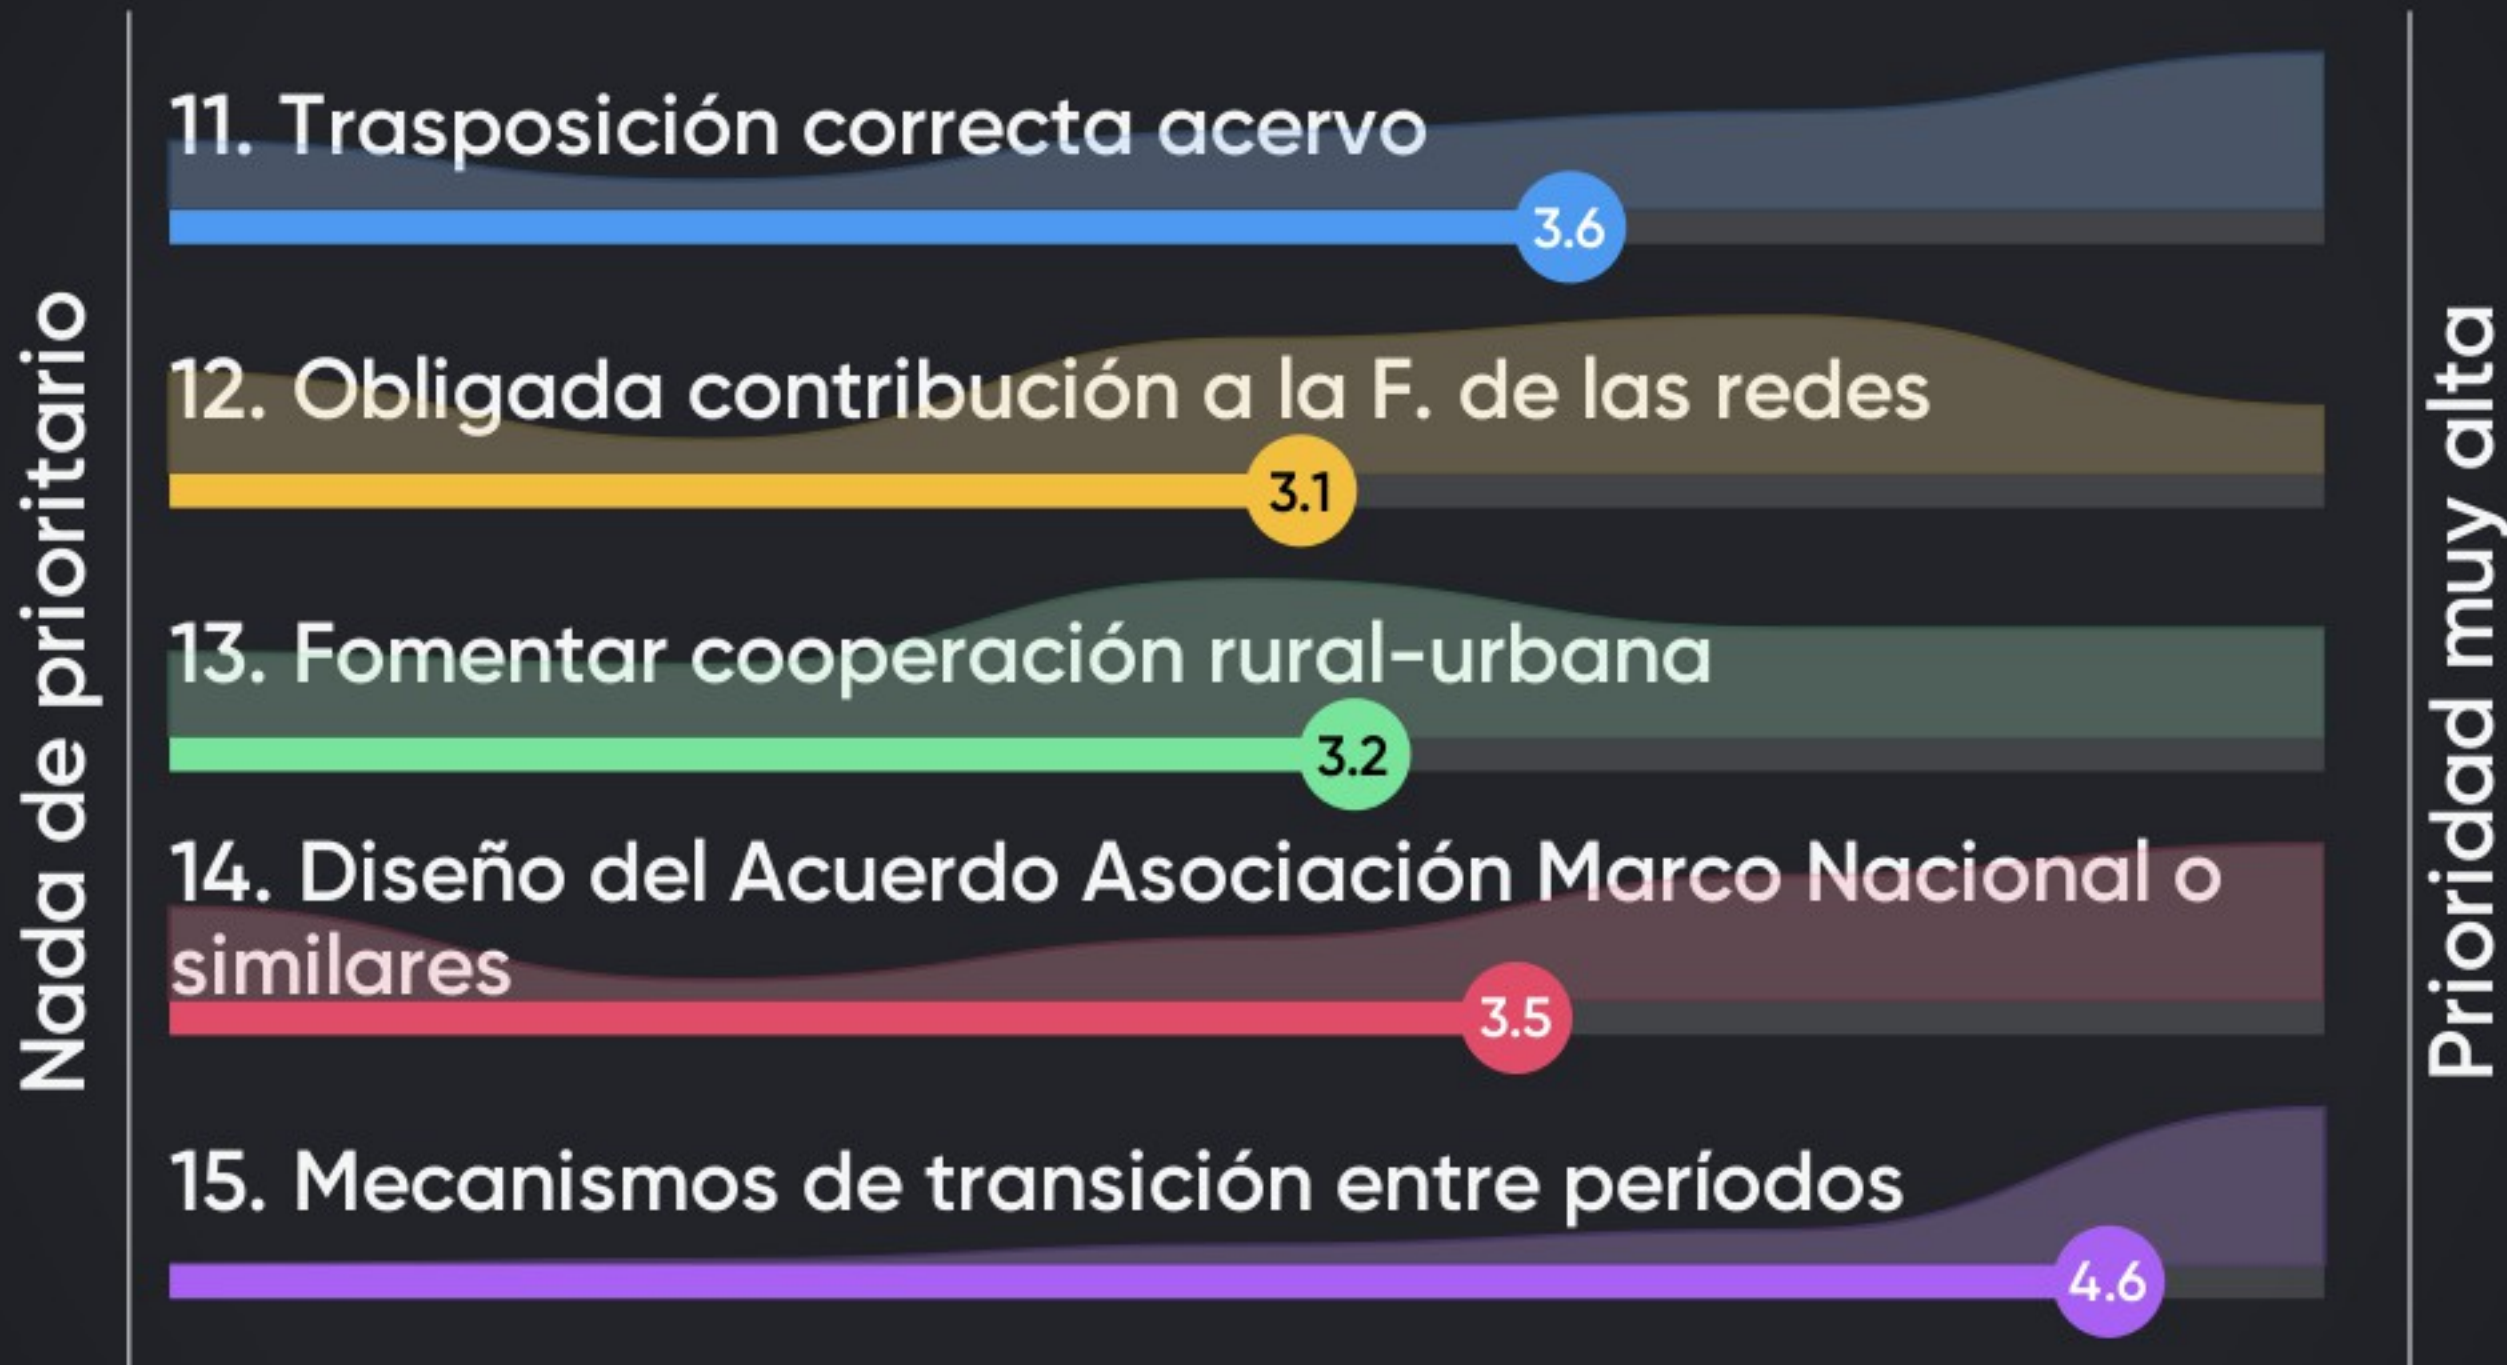 Nada de prioritario
11. Trasposición correcta acervo
3.6
12. Obligada contribución a la F. de las redes
3.1
13. Fomentar cooperación rural-urbana
3.2
14. Diseño del Acuerdo Asociación Marco Nacional o
similares
3.5
15. Mecanismos de transición entre períodos
4.6
Prioridad muy alta